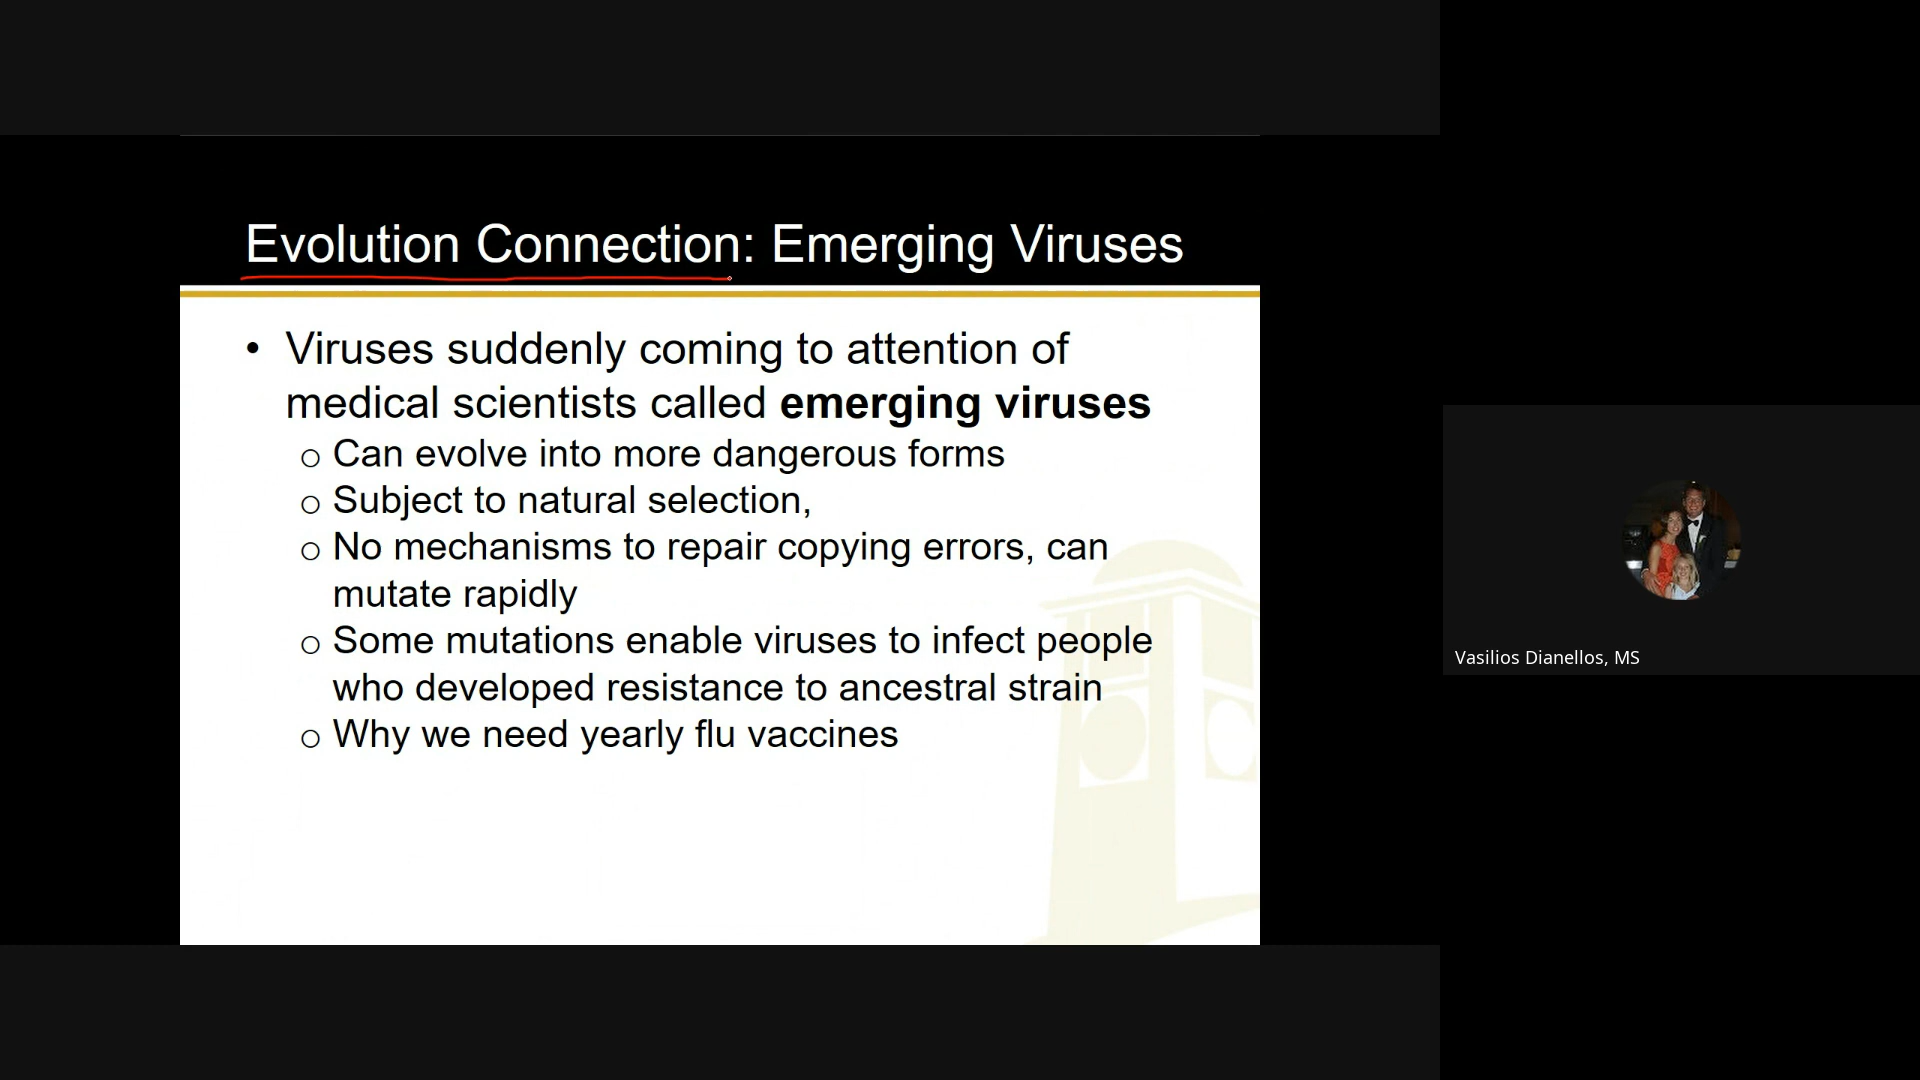 Evolution Connection: Emerging Viruses
• Viruses suddenly coming to attention of
medical scientists called emerging viruses
o Can evolve into more dangerous forms
o Subject to natural selection,
o No mechanisms to repair copying errors, can
mutate rapidly
o Some mutations enable viruses to infect people
who developed resistance to ancestral strain
o Why we need yearly flu vaccines
Vasilios Dianellos, MS